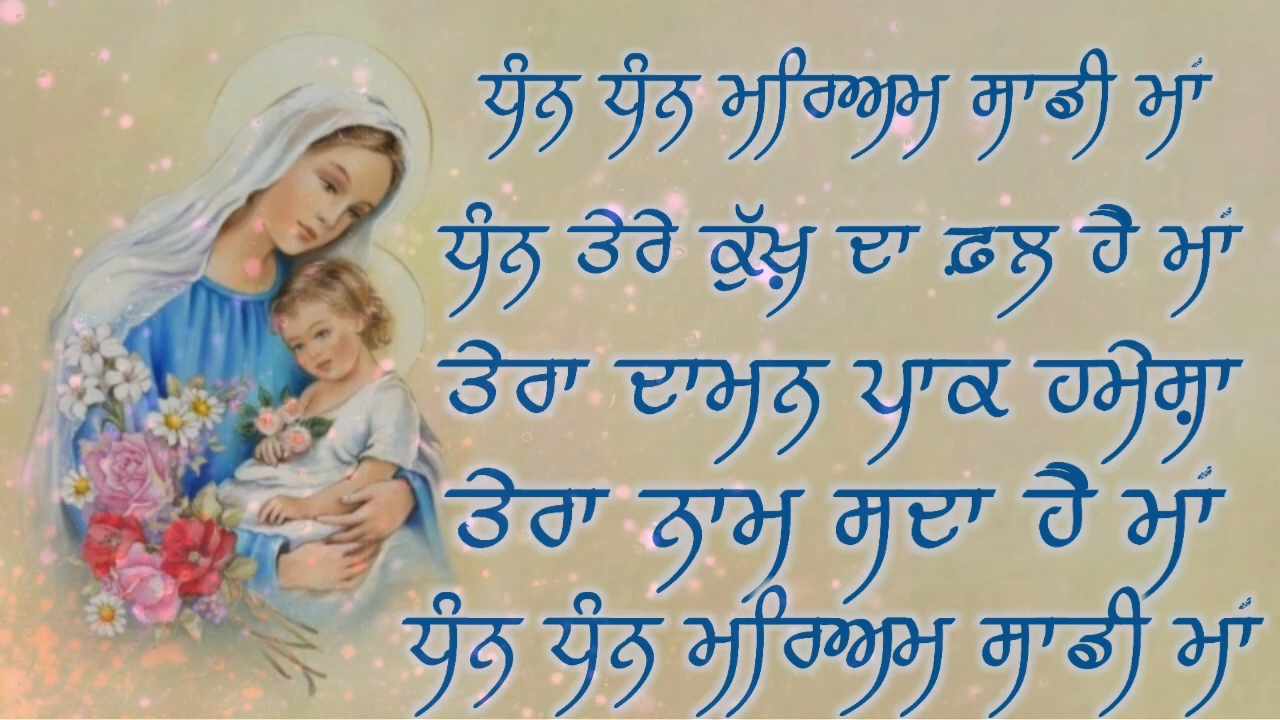 ਧੰਨ ਧੰਨ ਮਰਿਅਮ ਸਾਡੀ ਮਾਂ
ਧੰਨ ਤੇਰੇ ਕੁੱਖ਼ ਦਾ ਫ਼ਲ ਹੈ ਮਾਂ
ਤੇਰਾ ਦਾਮਨ ਪਾਕ ਹਮੇਸ਼ਾ
ਤੇਰਾ ਨਾਮ ਸਦਾ ਹੈ ਮਾਂ
ਧੰਨ ਧੰਨ ਮਰਿਅਮ ਸਾਡੀ ਮਾਂ